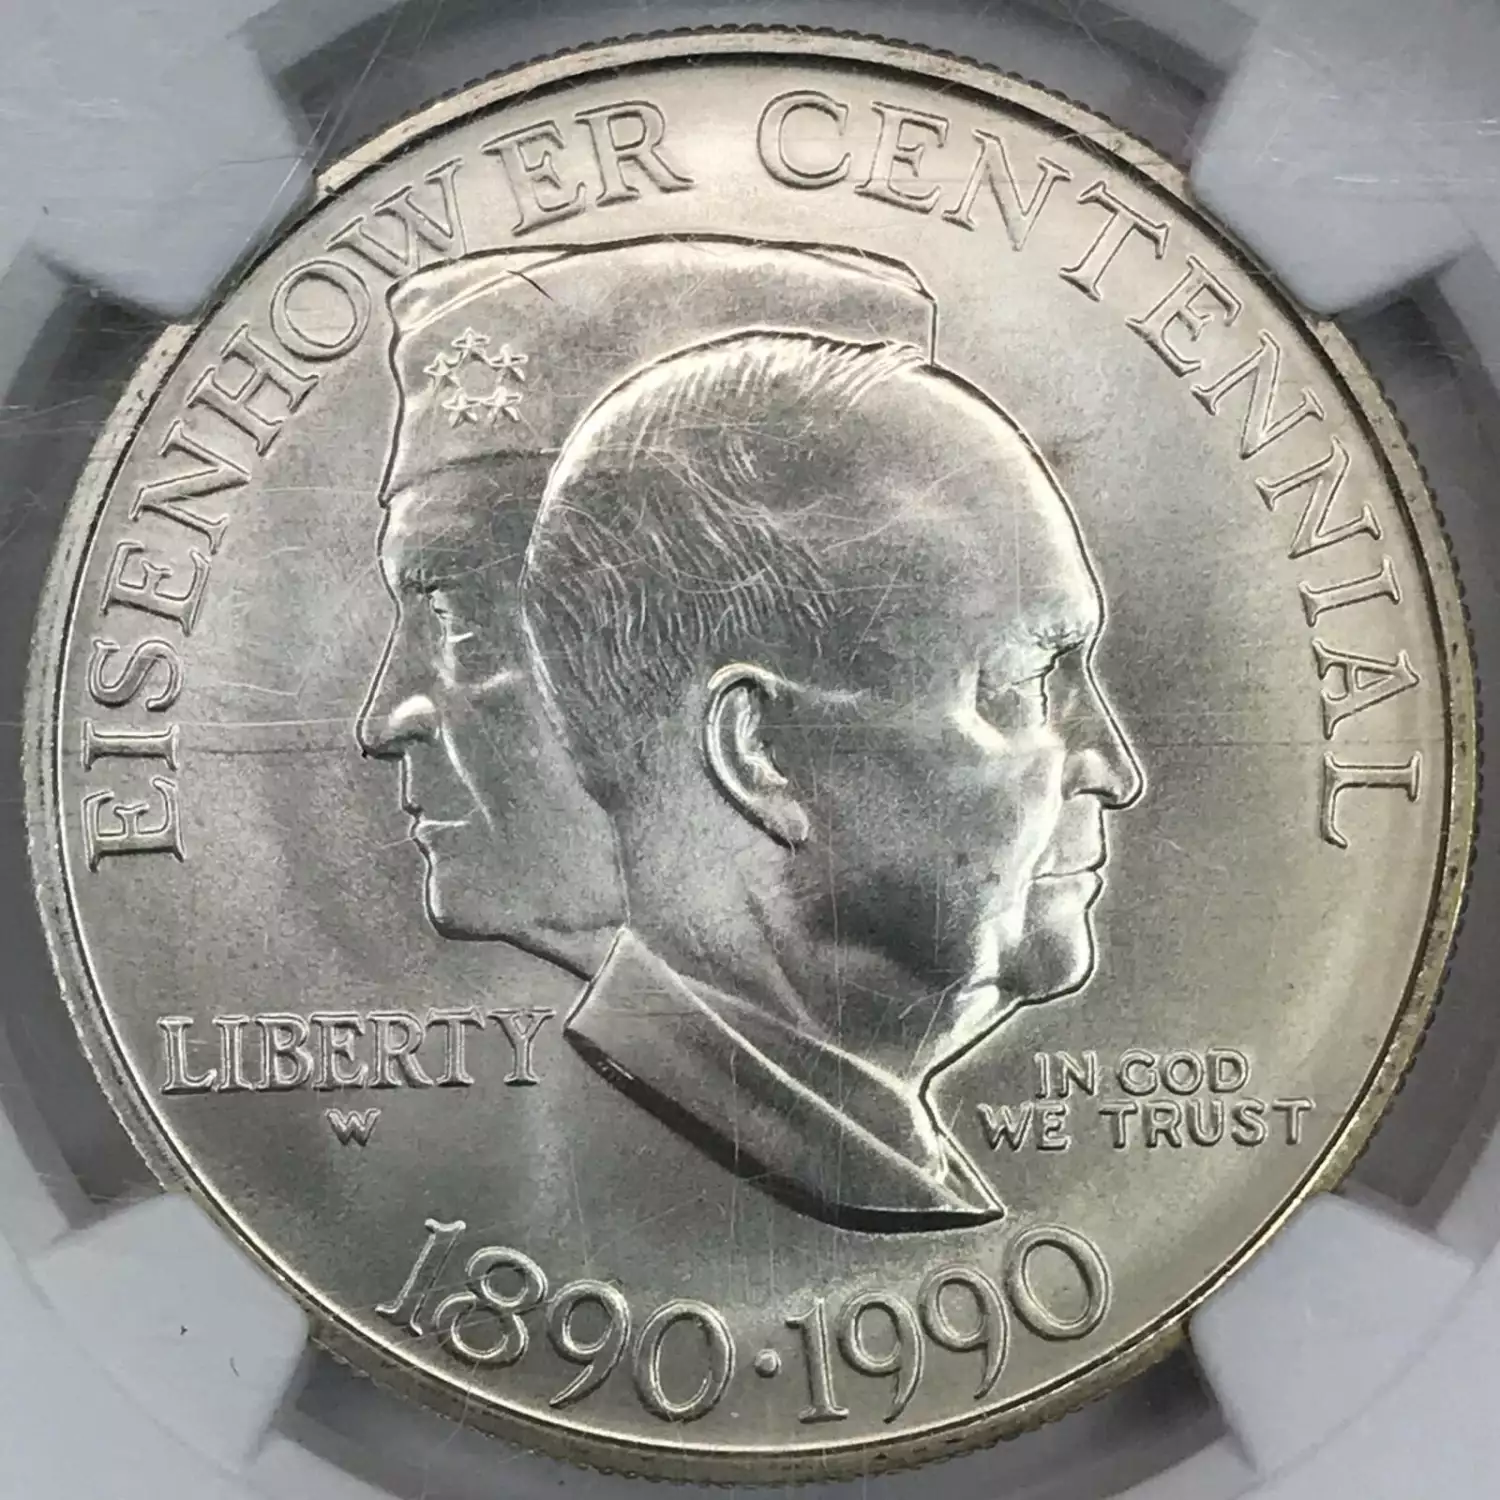 EISENHOWER CENTENNIAL
LIBERTY
W
IN GOD
WE TRUST
1890·1990